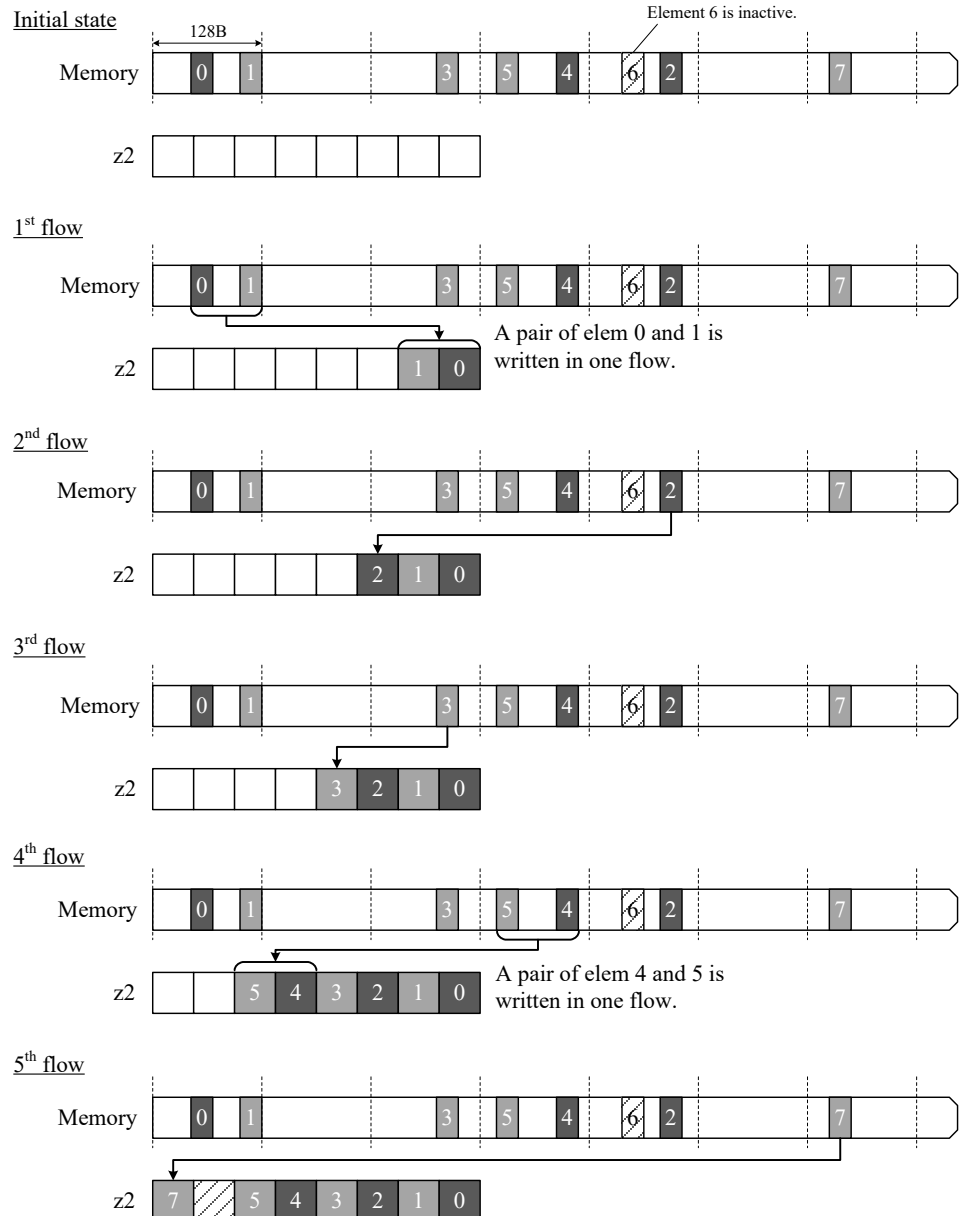 Initial state
Element 6 is inactive.
128B
Memory 0 1 3 5 4 6 2 7
z2
1st flow
Memory 0 1 3 5 4 6 2 7
A pair of elem 0 and 1 is
written in one flow.
z2 1 0
2nd flow
Memory 0 1 3 5 4 6 2 7
z2 2 1 0
3rd flow
Memory 0 1 3 5 4 6 2 7
z2 3 2 1 0
4th flow
Memory 0 1 3 5 4 6 2 7
A pair of elem 4 and 5 is
written in one flow.
z2 5 4 3 2 1 0
5th flow
Memory 0 1 3 5 4 6 2 7
z2 7 5 4 3 2 1 0